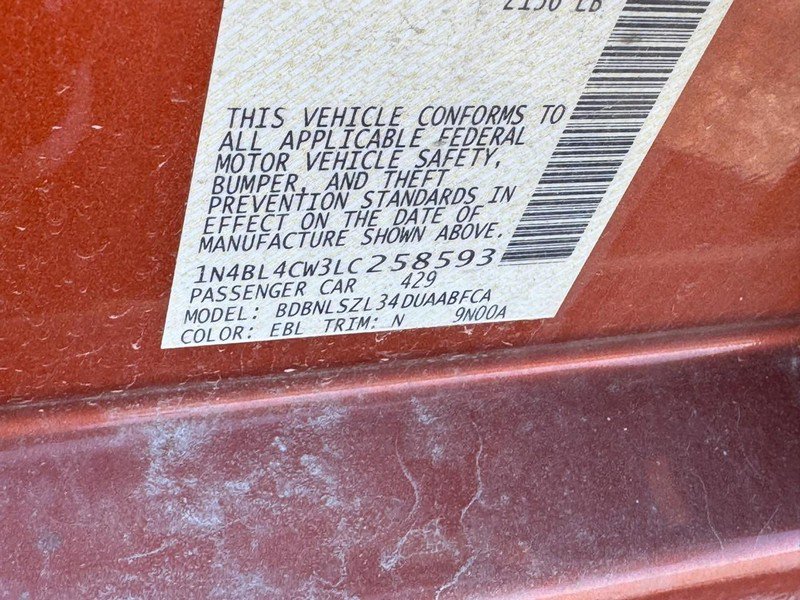 2150 LB
THIS VEHICLE CONFORMS TO
ALL APPLICABLE FEDERAL
MOTOR VEHICLE SAFETY,
BUMPER, AND THEFT
PREVENTION STANDARDS IN
EFFECT ON THE DATE OF
MANUFACTURE SHOWN ABOVE.
1N4BL4CW3LC258593
PASSENGER CAR 429
MODEL: BDBNLSZL34DUAABFCA
COLOR: EBL TRIM: N 9N00A